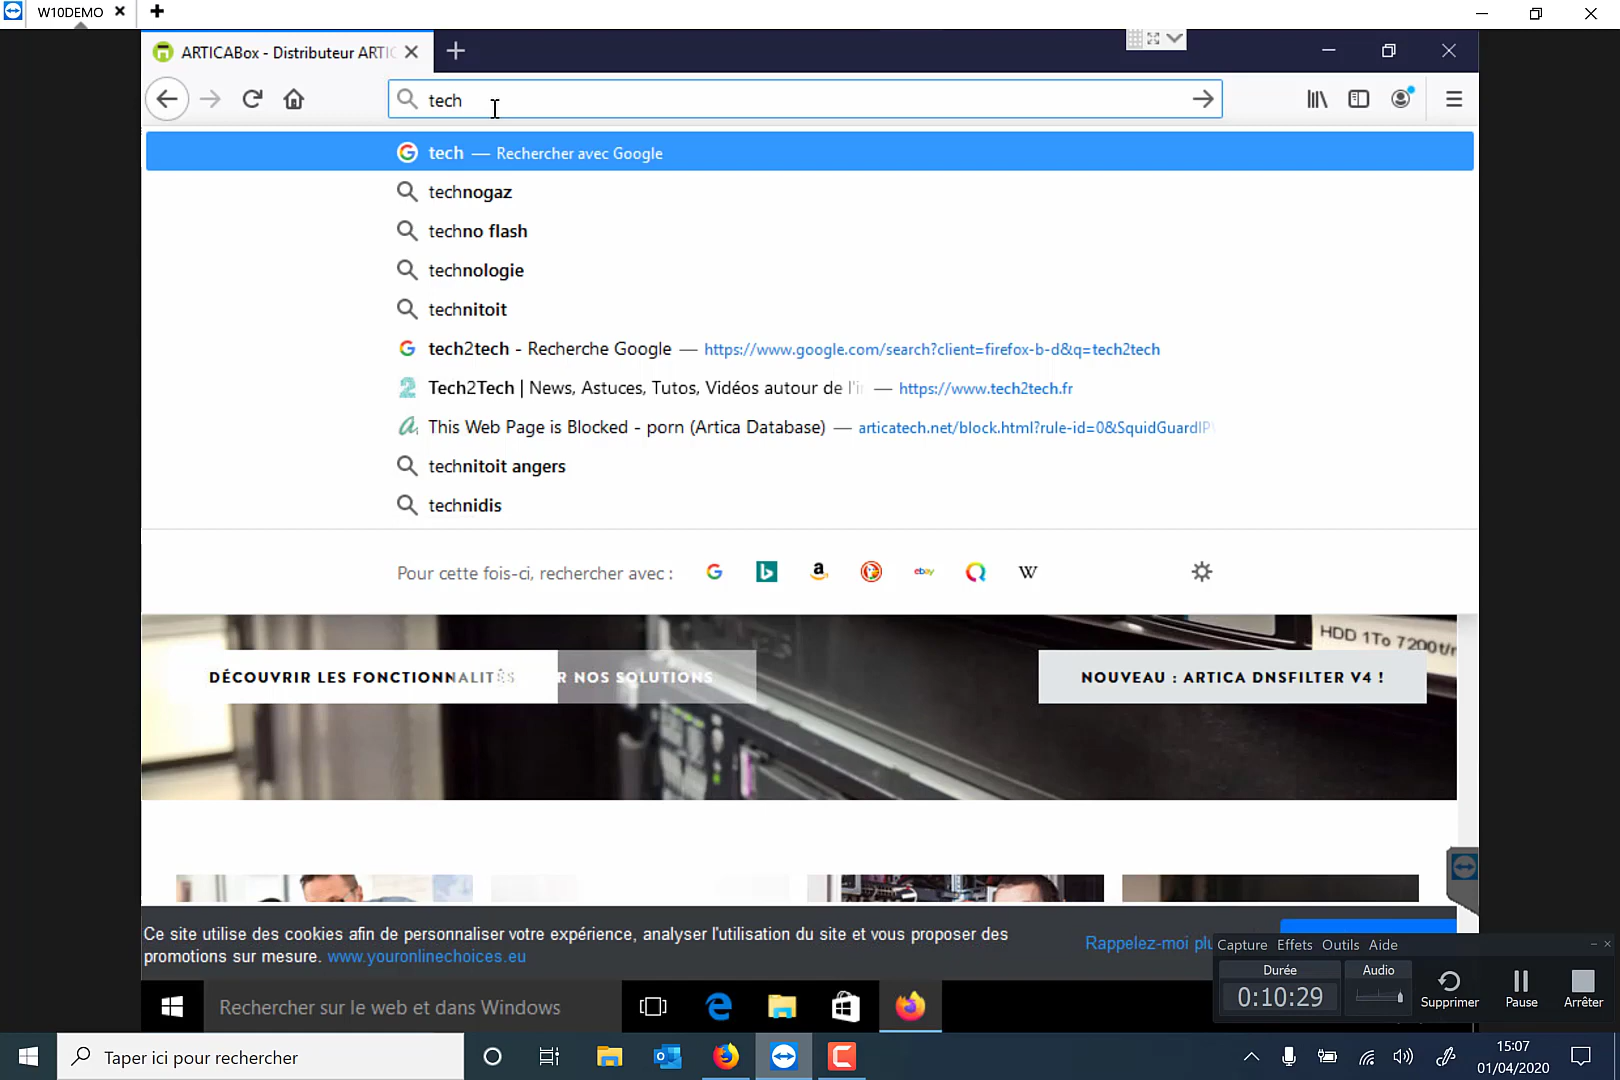 W10DEMO
ARTICABox - Distributeur ARTIC
tech
tech — Rechercher avec Google
technogaz
techno flash
technologie
technitoit
tech2tech - Recherche Google — https://www.google.com/search?client=firefox-b-d&q=tech2tech
Tech2Tech | News, Astuces, Tutos, Vidéos autour de l'i — https://www.tech2tech.fr
This Web Page is Blocked - porn (Artica Database) — articatech.net/block.html?rule-id=0&SquidGuardIP
technitoit angers
technidis
Pour cette fois-ci, rechercher avec :
ebay
W
HDD 1To 7200t/m
DÉCOUVRIR LES FONCTIONNALITÉS
R NOS SOLUTIONS
NOUVEAU : ARTICA DNSFILTER V4 !
Ce site utilise des cookies afin de personnaliser votre expérience, analyser l'utilisation du site et vous proposer des
promotions sur mesure. www.youronlinechoices.eu
Rappelez-moi plu
Capture Effets Outils Aide
Durée
Audio
0:10:29
Supprimer
Pause
Arrêter
Rechercher sur le web et dans Windows
Taper ici pour rechercher
15:07
01/04/2020